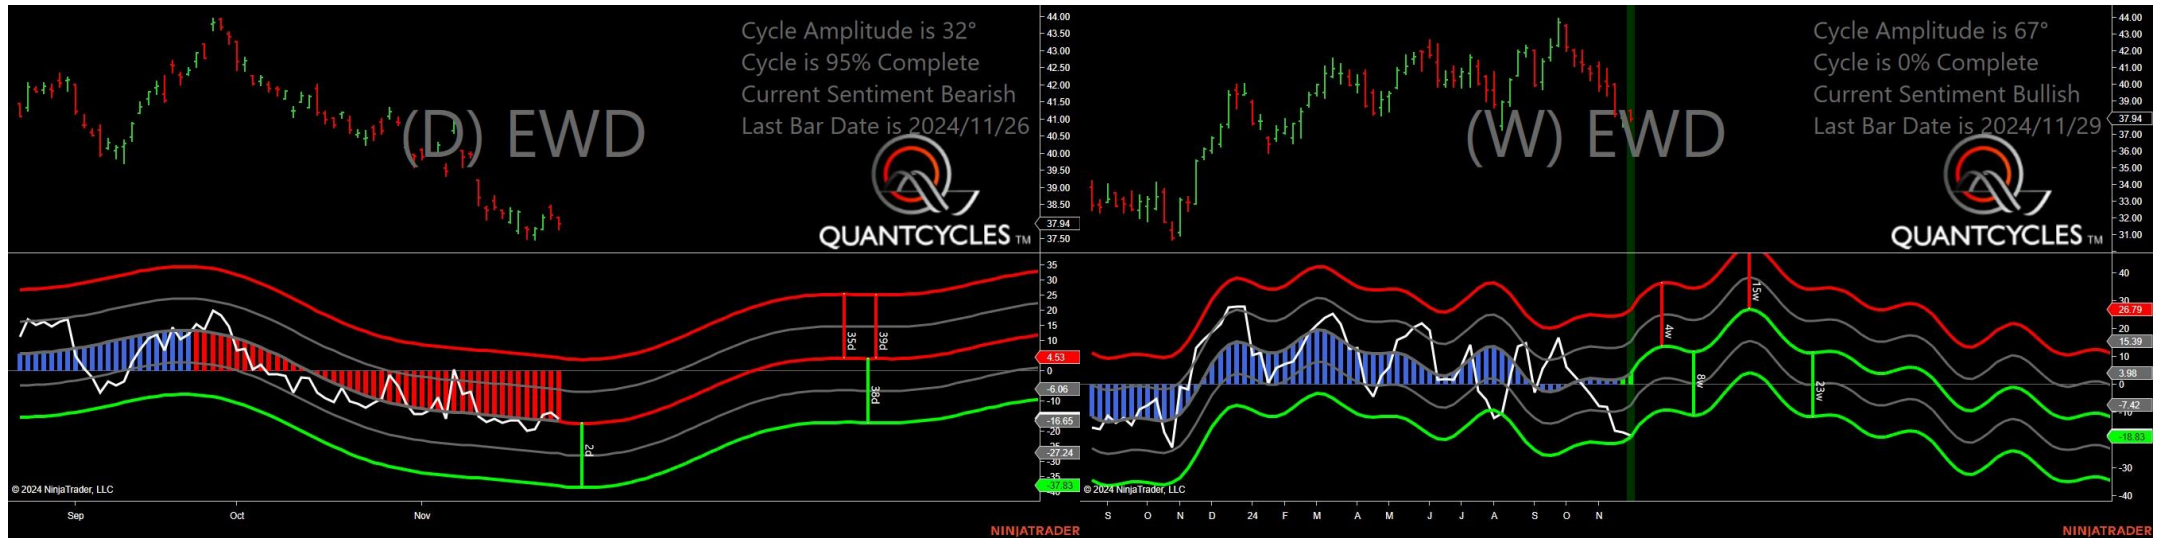 Cycle Amplitude is 32°
Cycle is 95% Complete
Current Sentiment Bearish
Last Bar Date is 2024/11/26
(D) EWD
QUANTCYCLES TM
44.00
43.50
43.00
42.50
42.00
41.50
41.00
40.50
40.00
39.50
39.00
38.50
37.94
37.50
35
30
25
20
15
10
4.53
0
-6.06
-10
-16.65
-20
-27.24
-30
-37.83
35d
39d
38d
2d
© 2024 NinjaTrader, LLC
Sep
Oct
Nov
NINJATRADER
Cycle Amplitude is 67°
Cycle is 0% Complete
Current Sentiment Bullish
Last Bar Date is 2024/11/29
(W) EWD
QUANTCYCLES TM
44.00
43.00
42.00
41.00
40.00
39.00
37.94
37.00
36.00
35.00
34.00
33.00
32.00
31.00
40
30
26.79
20
15.39
10
3.98
0
-7.42
-18.83
-30
-40
4w
15w
8w
23w
© 2024 NinjaTrader, LLC
S
O
N
D
24
F
M
A
M
J
J
A
S
O
N
NINJATRADER